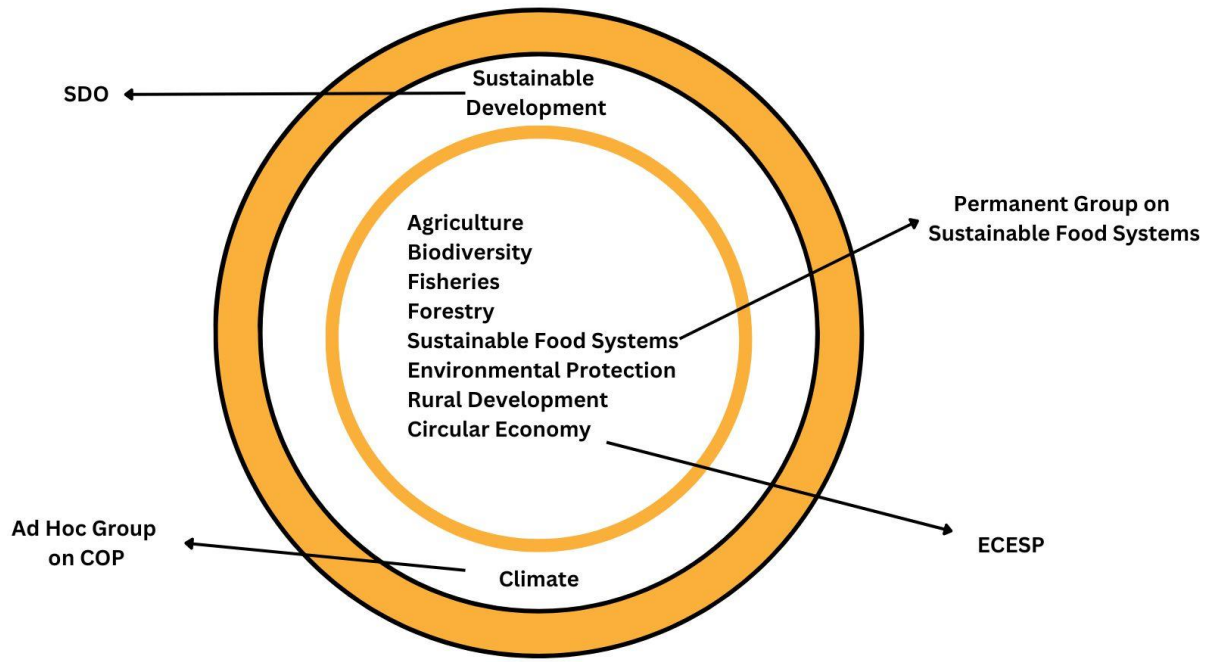 Sustainable
Development
SDO
Permanent Group on
Sustainable Food Systems
Agriculture
Biodiversity
Fisheries
Forestry
Sustainable Food Systems
Environmental Protection
Rural Development
Circular Economy
Ad Hoc Group
on COP
ECESP
Climate